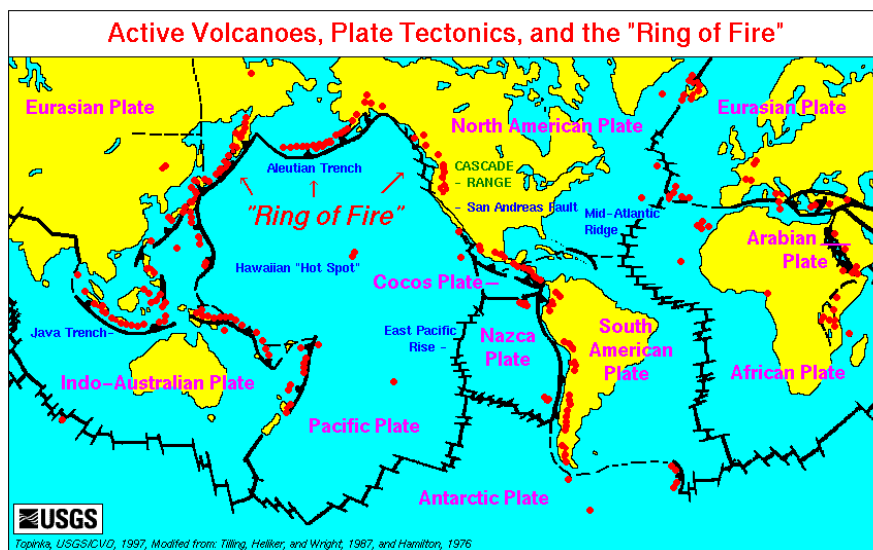 Active Volcanoes, Plate Tectonics, and the "Ring of Fire"
Eurasian Plate
North American Plate
Eurasian Plate
Aleutian Trench
CASCADE
- RANGE
"Ring of Fire"
- San Andreas Fault
Mid-Atlantic
Ridge
Arabian
Plate
Hawaiian "Hot Spot"
Cocos Plate
Java Trench-
East Pacific
Rise -
Nazca
Plate
South
American
Plate
Indo-Australian Plate
African Plate
Pacific Plate
Antarctic Plate
USGS
Topinka, USGS/CVO, 1997, Modifed from: Tilling, Heliker, and Wright, 1987, and Hamilton, 1976